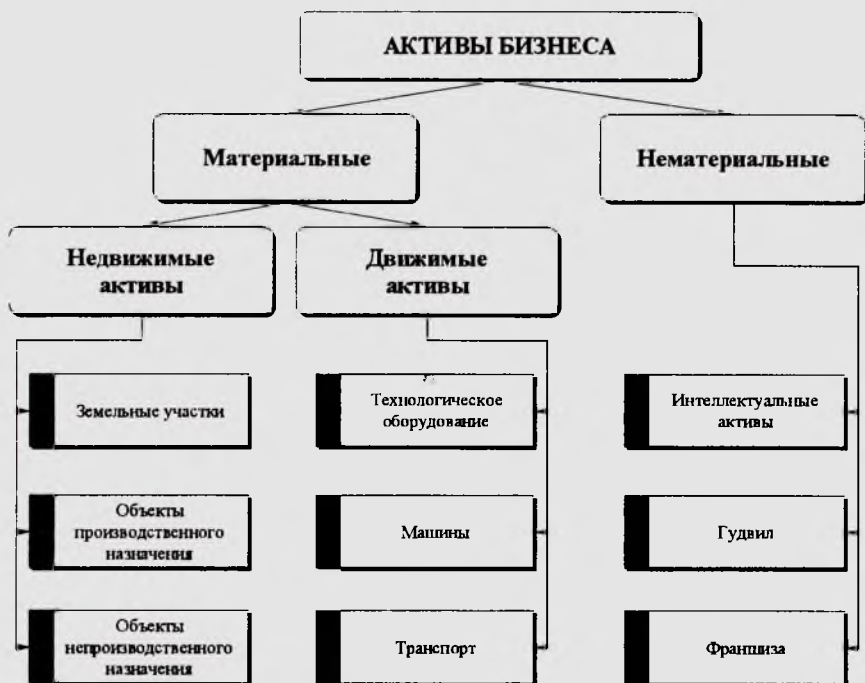 АКТИВЫ БИЗНЕСА
Материальные
Нематериальные
Недвижимые
активы
Движимые
активы
Земельные участки
Технологическое
оборудование
Интеллектуальные
активы
Объекты
производственного
назначения
Машины
Гудвил
Объекты
непроизводственного
назначения
Транспорт
Франшиза